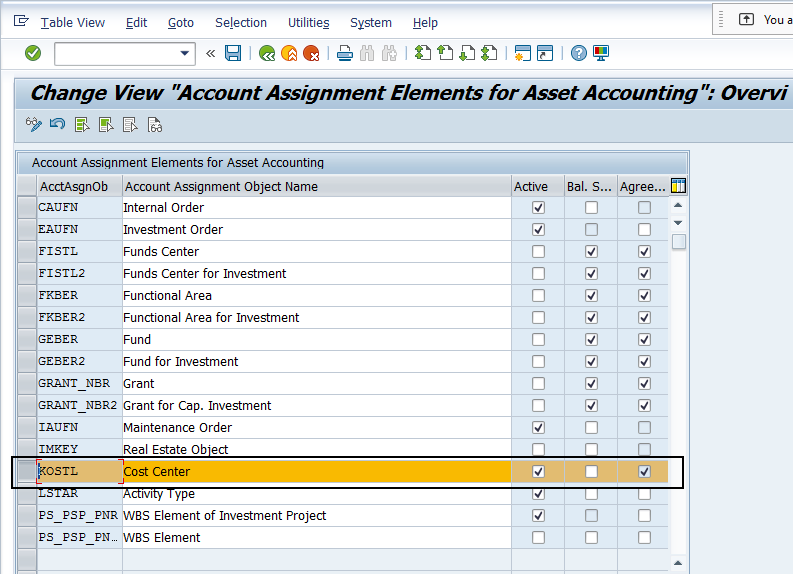 Table View Edit Goto Selection Utilities System Help
You a
Change View "Account Assignment Elements for Asset Accounting": Overvi
Account Assignment Elements for Asset Accounting
AcctAsgnOb Account Assignment Object Name Active Bal. S... Agree...
CAUFN Internal Order
EAUFN Investment Order
FISTL Funds Center
FISTL2 Funds Center for Investment
FKBER Functional Area
FKBER2 Functional Area for Investment
GEBER Fund
GEBER2 Fund for Investment
GRANT_NBR Grant
GRANT_NBR2 Grant for Cap. Investment
IAUFN Maintenance Order
IMKEY Real Estate Object
KOSTL Cost Center
LSTAR Activity Type
PS_PSP_PNR WBS Element of Investment Project
PS_PSP_PN... WBS Element